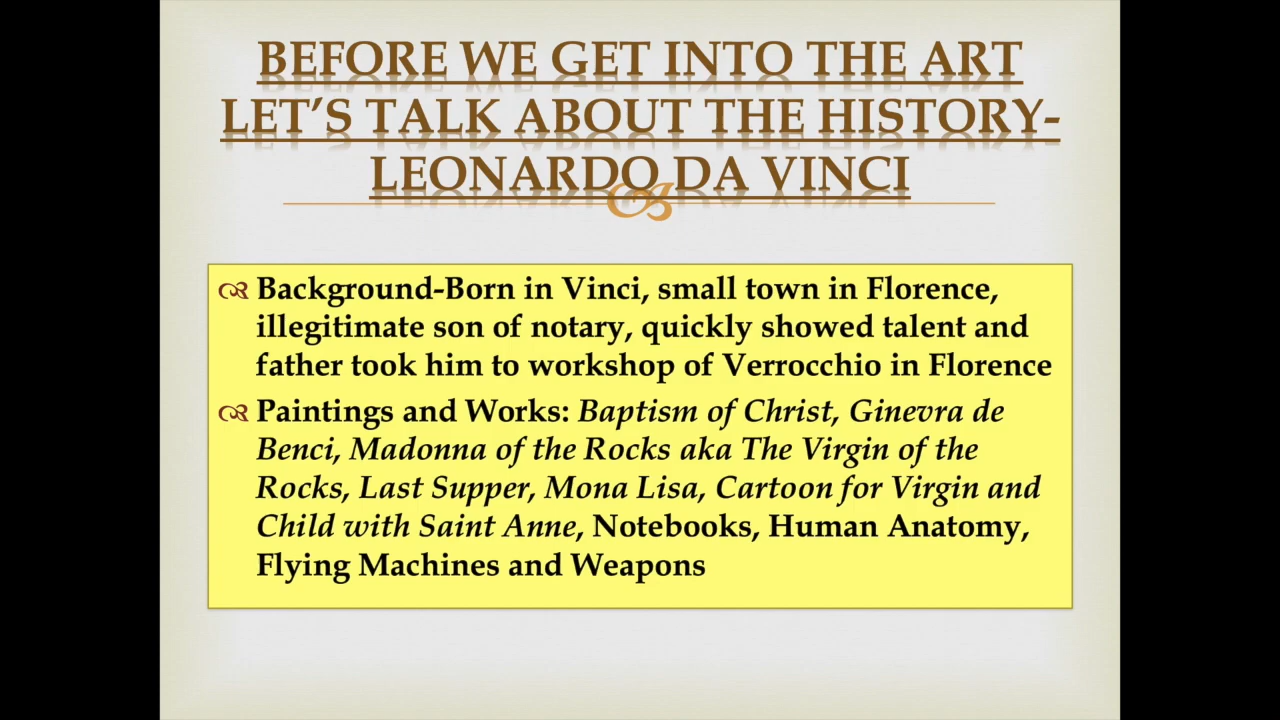 BEFORE WE GET INTO THE ART
LET’S TALK ABOUT THE HISTORY-
LEONARDO DA VINCI
Background-Born in Vinci, small town in Florence,
illegitimate son of notary, quickly showed talent and
father took him to workshop of Verrocchio in Florence
Paintings and Works: Baptism of Christ, Ginevra de
Benci, Madonna of the Rocks aka The Virgin of the
Rocks, Last Supper, Mona Lisa, Cartoon for Virgin and
Child with Saint Anne, Notebooks, Human Anatomy,
Flying Machines and Weapons